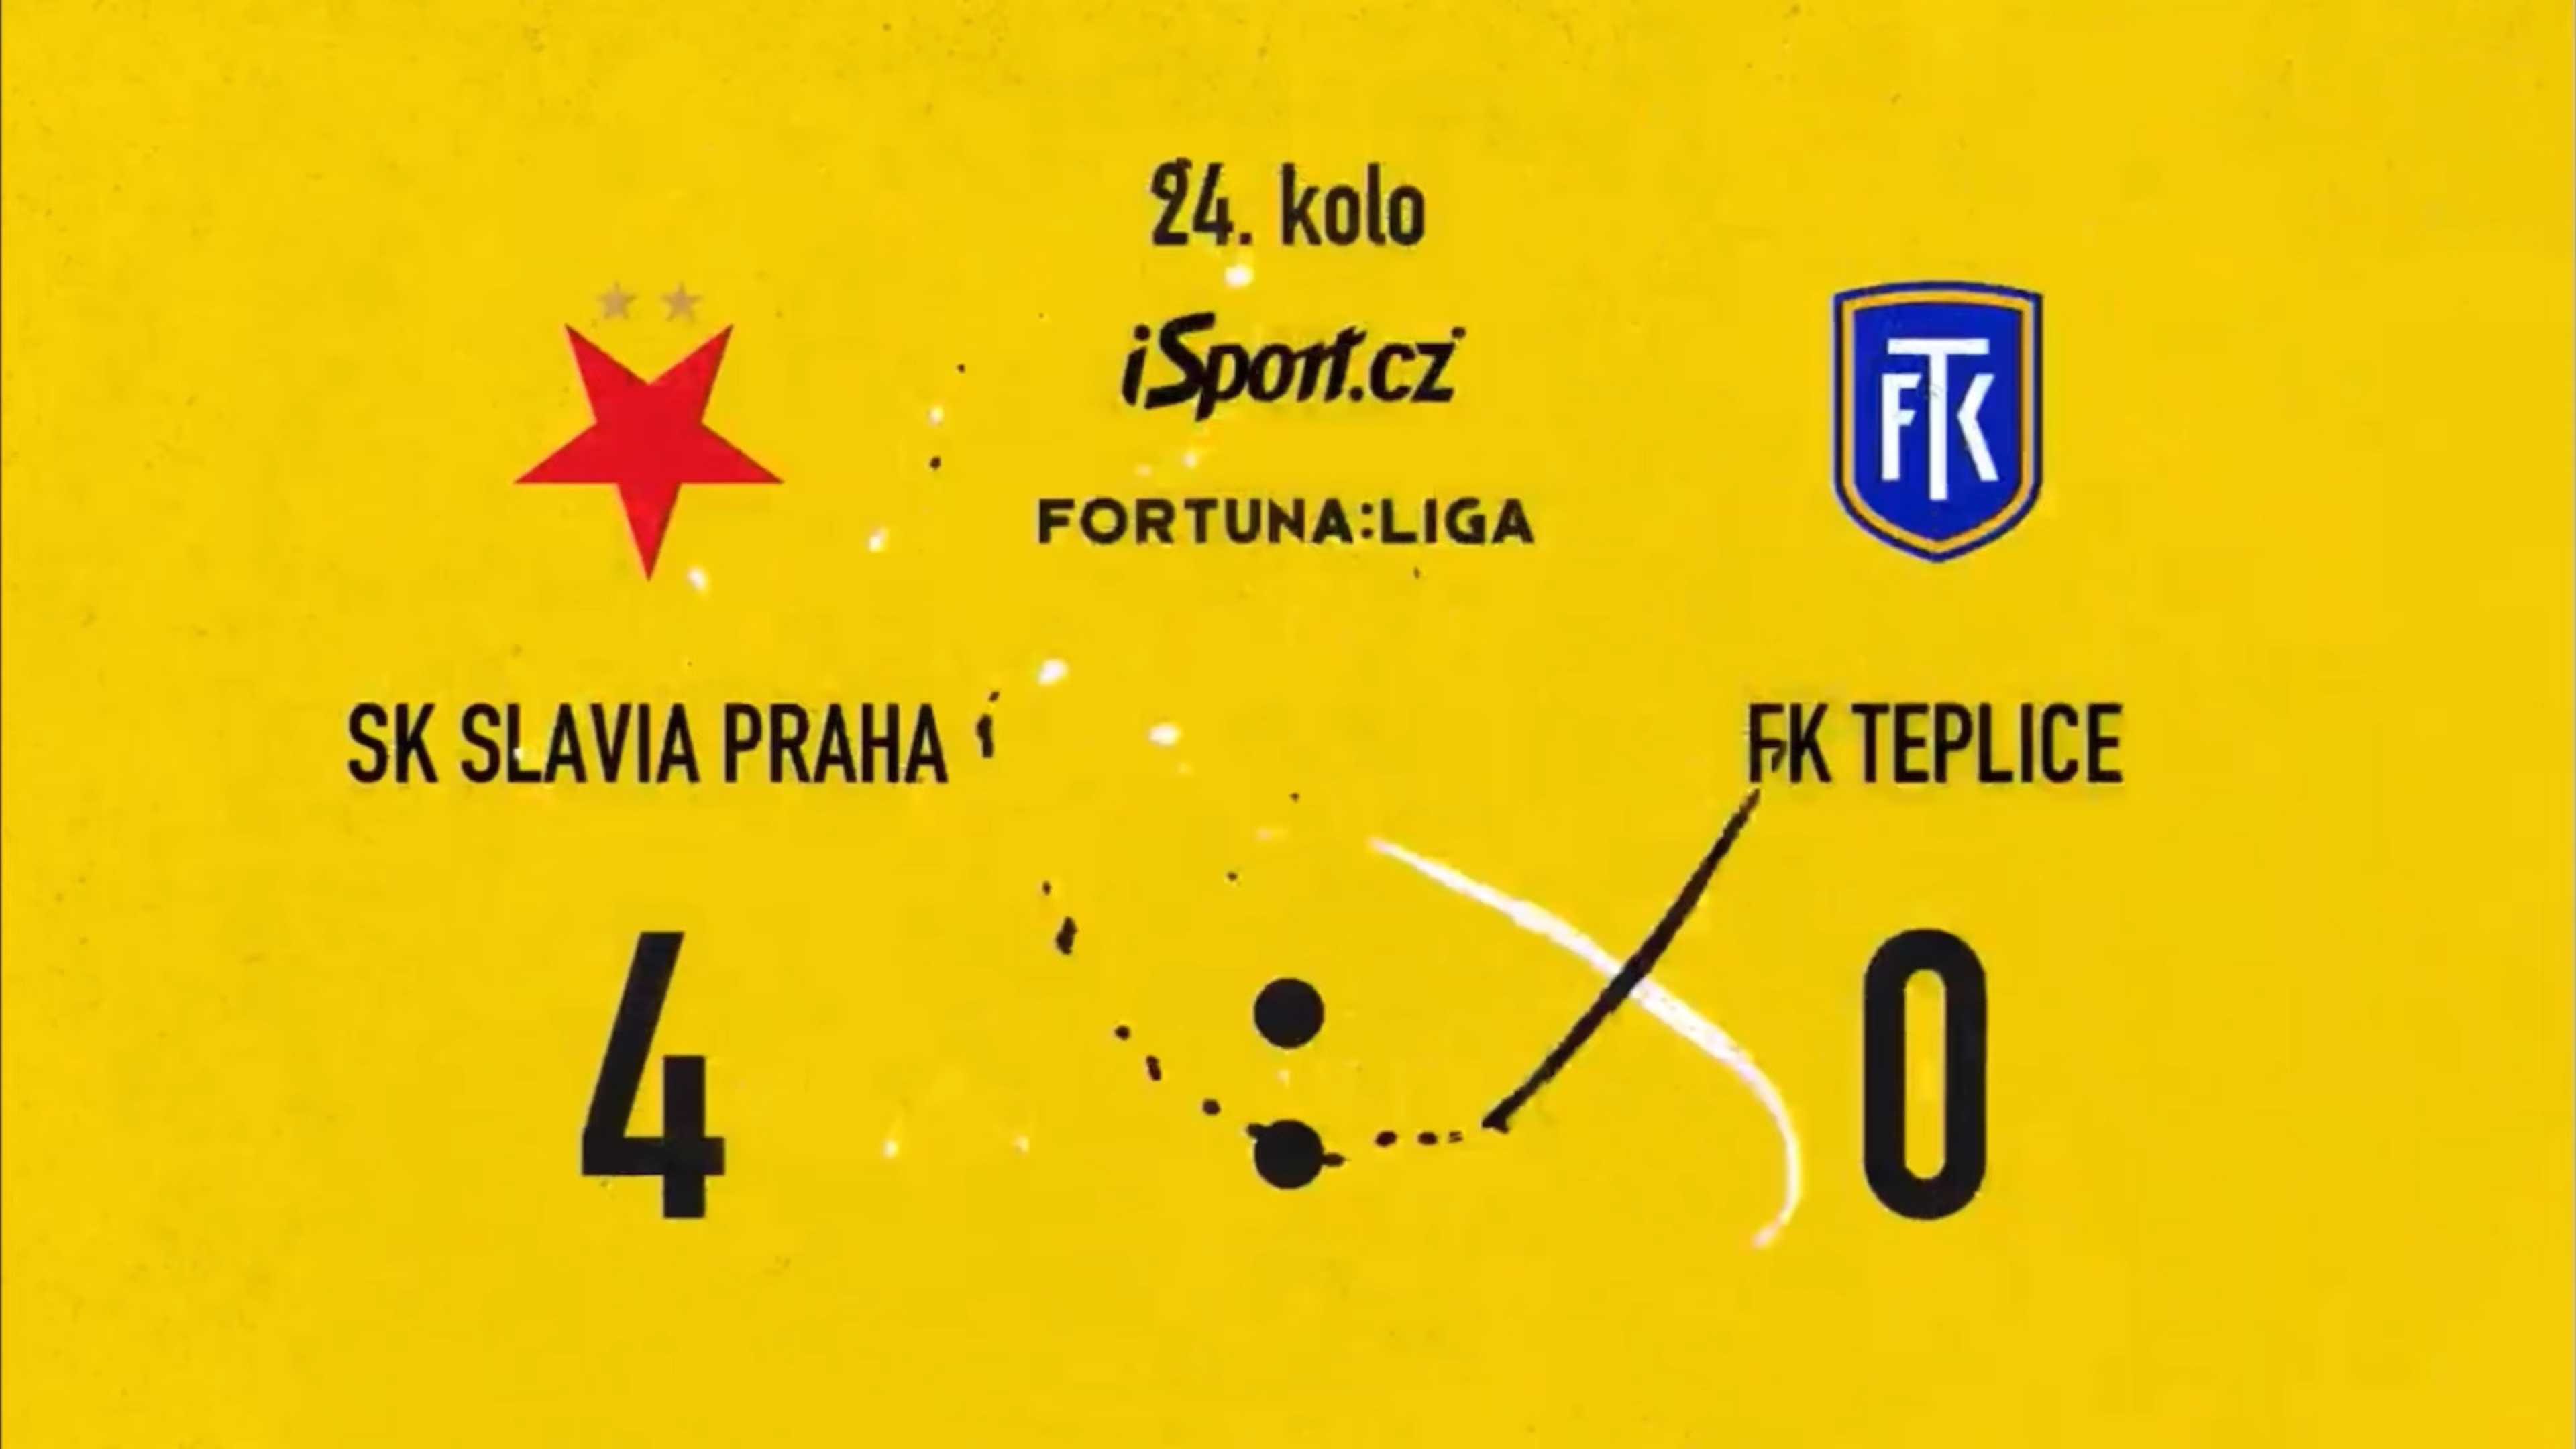 24. kolo
iSport.cz
FORTUNA:LIGA
FTK
SK SLAVIA PRAHA
FK TEPLICE
4 : 0